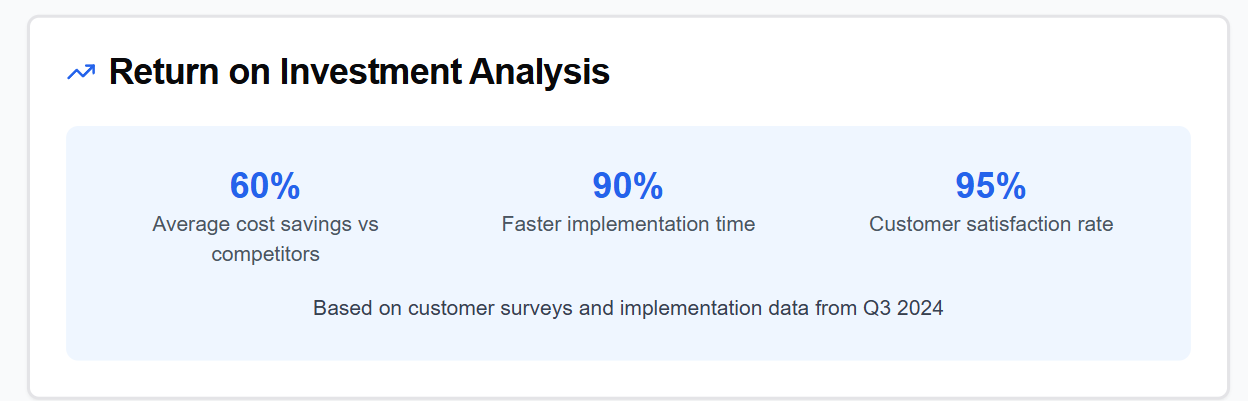 Return on Investment Analysis
60%
Average cost savings vs
competitors
90%
Faster implementation time
95%
Customer satisfaction rate
Based on customer surveys and implementation data from Q3 2024